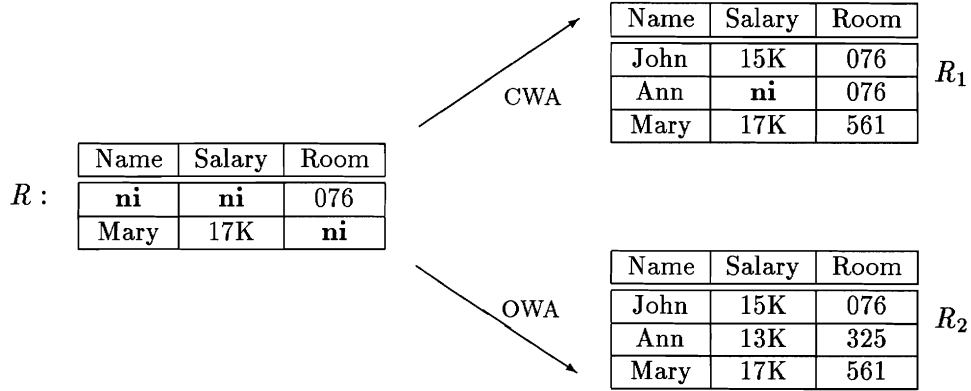 Name Salary Room
John 15K 076
Ann ni 076
Mary 17K 561
R1
CWA
R :
Name Salary Room
ni ni 076
Mary 17K ni
OWA
Name Salary Room
John 15K 076
Ann 13K 325
Mary 17K 561
R2